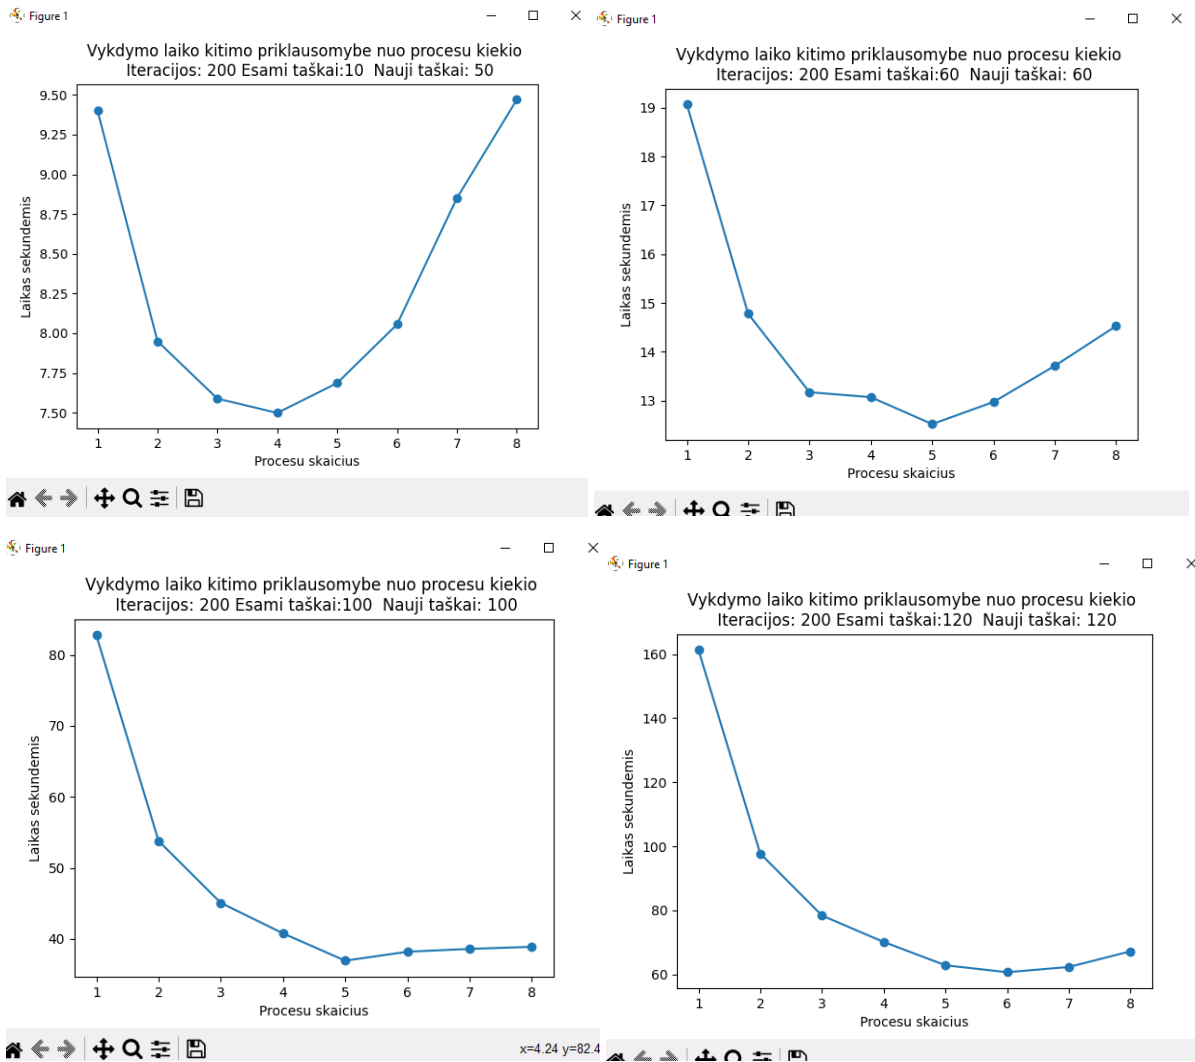 Figure 1
Vykdymo laiko kitimo priklausomybe nuo procesu kiekio
Iteracijos: 200 Esami taškai:10  Nauji taškai: 50
9.50
9.25
9.00
8.75
8.50
8.25
8.00
7.75
7.50
Laikas sekundemis
1 2 3 4 5 6 7 8
Procesu skaicius
Figure 1
Vykdymo laiko kitimo priklausomybe nuo procesu kiekio
Iteracijos: 200 Esami taškai:60  Nauji taškai: 60
19
18
17
16
15
14
13
Laikas sekundemis
1 2 3 4 5 6 7 8
Procesu skaicius
Figure 1
Vykdymo laiko kitimo priklausomybe nuo procesu kiekio
Iteracijos: 200 Esami taškai:100  Nauji taškai: 100
80
70
60
50
40
Laikas sekundemis
1 2 3 4 5 6 7 8
Procesu skaicius
x=4.24 y=82.4
Figure 1
Vykdymo laiko kitimo priklausomybe nuo procesu kiekio
Iteracijos: 200 Esami taškai:120  Nauji taškai: 120
160
140
120
100
80
60
Laikas sekundemis
1 2 3 4 5 6 7 8
Procesu skaicius